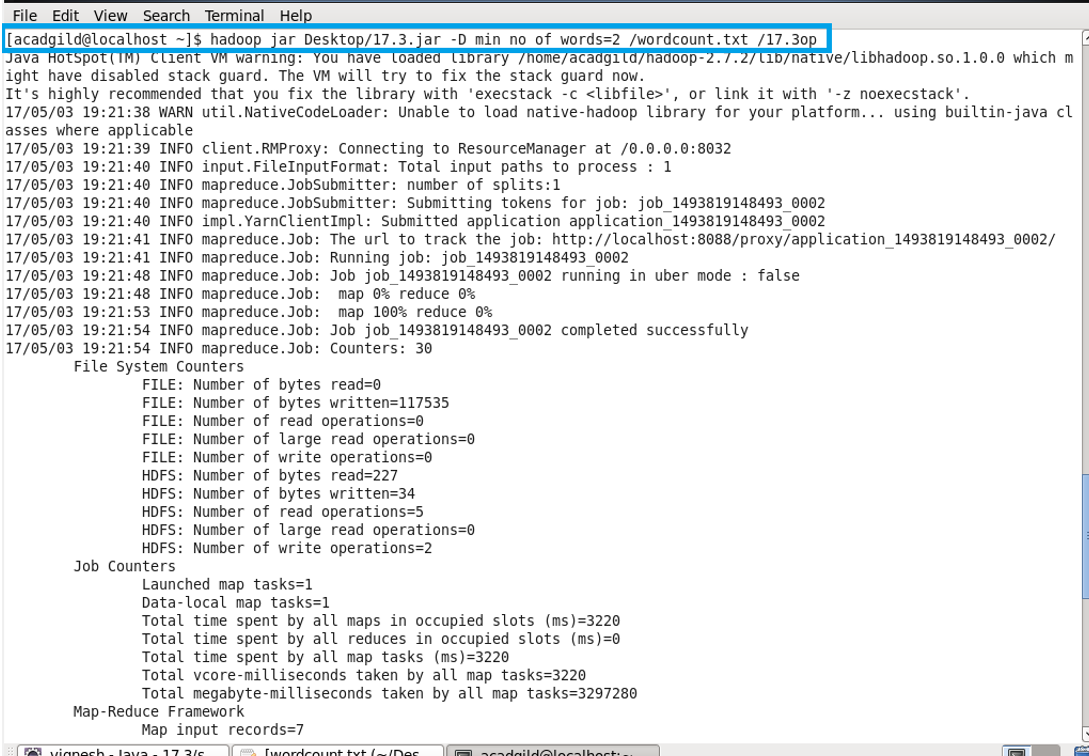 File Edit View Search Terminal Help
[acadgild@localhost ~]$ hadoop jar Desktop/17.3.jar -D min no of words=2 /wordcount.txt /17.3op
Java HotSpot(TM) Client VM warning: You have loaded library /home/acadgild/hadoop-2.7.2/lib/native/libhadoop.so.1.0.0 which m
ight have disabled stack guard. The VM will try to fix the stack guard now.
It's highly recommended that you fix the library with 'execstack -c <libfile>', or link it with '-z noexecstack'.
17/05/03 19:21:38 WARN util.NativeCodeLoader: Unable to load native-hadoop library for your platform... using builtin-java cl
asses where applicable
17/05/03 19:21:39 INFO client.RMProxy: Connecting to ResourceManager at /0.0.0.0:8032
17/05/03 19:21:40 INFO input.FileInputFormat: Total input paths to process : 1
17/05/03 19:21:40 INFO mapreduce.JobSubmitter: number of splits:1
17/05/03 19:21:40 INFO mapreduce.JobSubmitter: Submitting tokens for job: job_1493819148493_0002
17/05/03 19:21:40 INFO impl.YarnClientImpl: Submitted application application_1493819148493_0002
17/05/03 19:21:41 INFO mapreduce.Job: The url to track the job: http://localhost:8088/proxy/application_1493819148493_0002/
17/05/03 19:21:41 INFO mapreduce.Job: Running job: job_1493819148493_0002
17/05/03 19:21:48 INFO mapreduce.Job: Job job_1493819148493_0002 running in uber mode : false
17/05/03 19:21:48 INFO mapreduce.Job:  map 0% reduce 0%
17/05/03 19:21:53 INFO mapreduce.Job:  map 100% reduce 0%
17/05/03 19:21:54 INFO mapreduce.Job: Job job_1493819148493_0002 completed successfully
17/05/03 19:21:54 INFO mapreduce.Job: Counters: 30
File System Counters
FILE: Number of bytes read=0
FILE: Number of bytes written=117535
FILE: Number of read operations=0
FILE: Number of large read operations=0
FILE: Number of write operations=0
HDFS: Number of bytes read=227
HDFS: Number of bytes written=34
HDFS: Number of read operations=5
HDFS: Number of large read operations=0
HDFS: Number of write operations=2
Job Counters
Launched map tasks=1
Data-local map tasks=1
Total time spent by all maps in occupied slots (ms)=3220
Total time spent by all reduces in occupied slots (ms)=0
Total time spent by all map tasks (ms)=3220
Total vcore-milliseconds taken by all map tasks=3220
Total megabyte-milliseconds taken by all map tasks=3297280
Map-Reduce Framework
Map input records=7
vignesh - Java - 17.3/s... [wordcount.txt (~/Des... acadgild@localhost:~